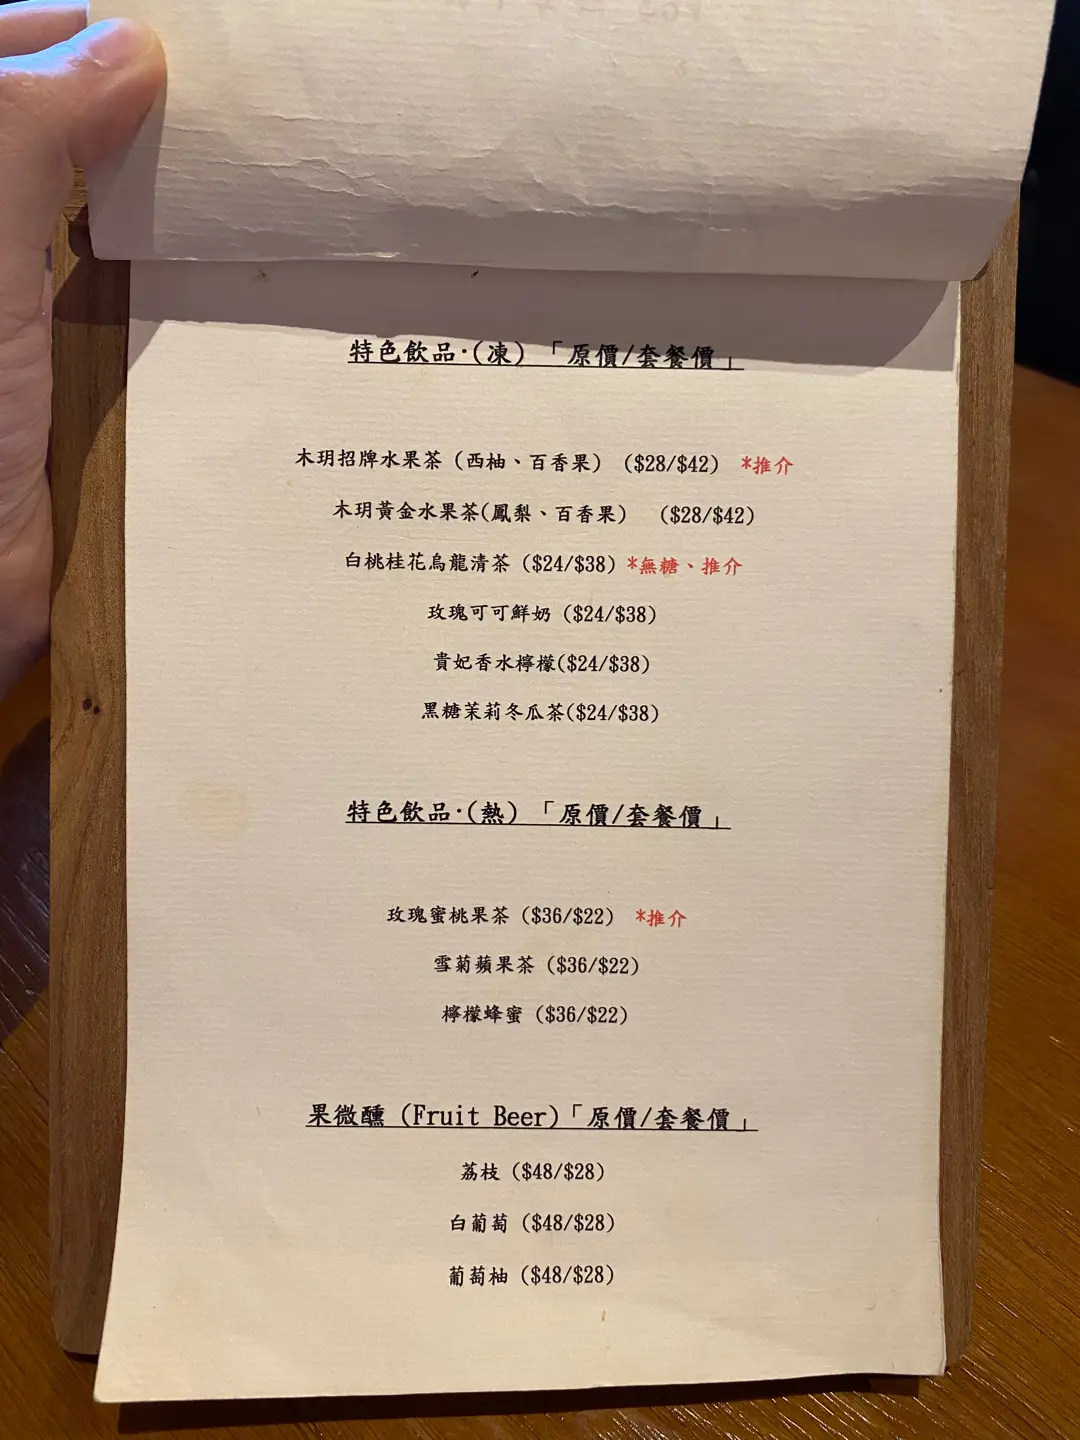 特色飲品·(凍)「原價/套餐價」
木玥招牌水果茶 (西柚、百香果) ($28/$42) *推介
木玥黃金水果茶(鳳梨、百香果) ($28/$42)
白桃桂花烏龍清茶 ($24/$38) *無糖、推介
玫瑰可可鮮奶 ($24/$38)
貴妃香水檸檬($24/$38)
黑糖茉莉冬瓜茶($24/$38)
特色飲品·(熱)「原價/套餐價」
玫瑰蜜桃果茶 ($36/$22) *推介
雪菊蘋果茶 ($36/$22)
檸檬蜂蜜 ($36/$22)
果微醺 (Fruit Beer)「原價/套餐價」
荔枝 ($48/$28)
白葡萄 ($48/$28)
葡萄柚 ($48/$28)